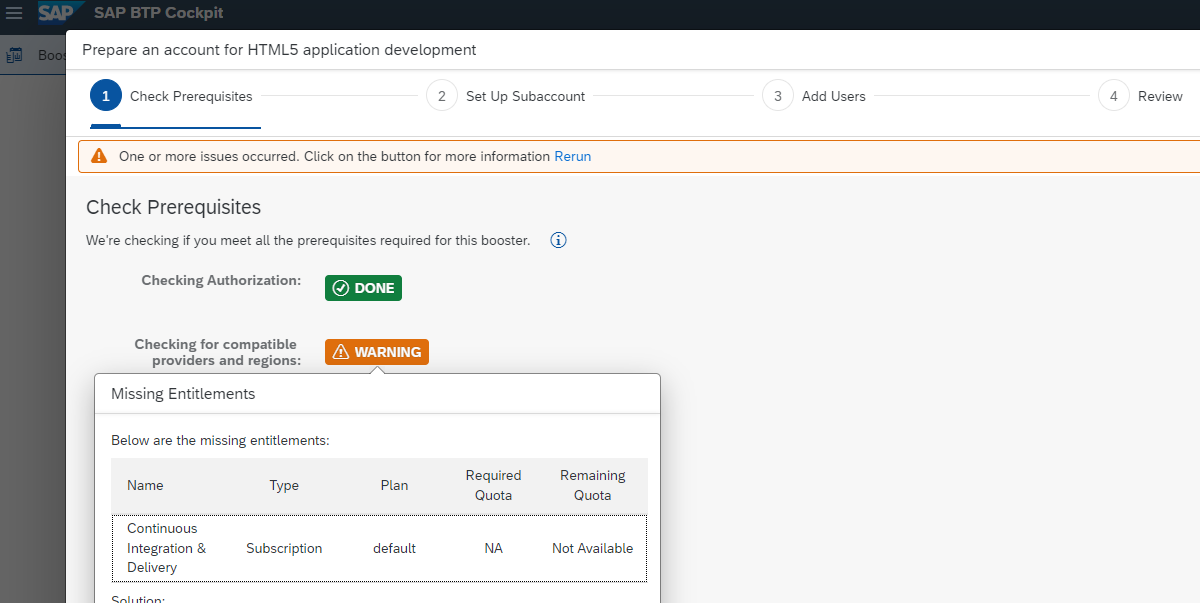 SAP SAP BTP Cockpit
Boos
Prepare an account for HTML5 application development
1 Check Prerequisites 2 Set Up Subaccount 3 Add Users 4 Review
One or more issues occurred. Click on the button for more information Rerun
Check Prerequisites
We're checking if you meet all the prerequisites required for this booster.
Checking Authorization: DONE
Checking for compatible
providers and regions: WARNING
Missing Entitlements
Below are the missing entitlements:
Name Type Plan Required Quota Remaining Quota
Continuous Integration & Delivery Subscription default NA Not Available
Solution: